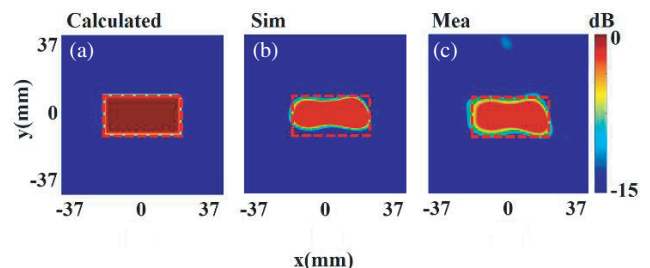 Calculated Sim Mea dB
37 (a) (b) (c) 0
y(mm) 0
-37 -15
-37 0 37 -37 0 37 -37 0 37
x(mm)